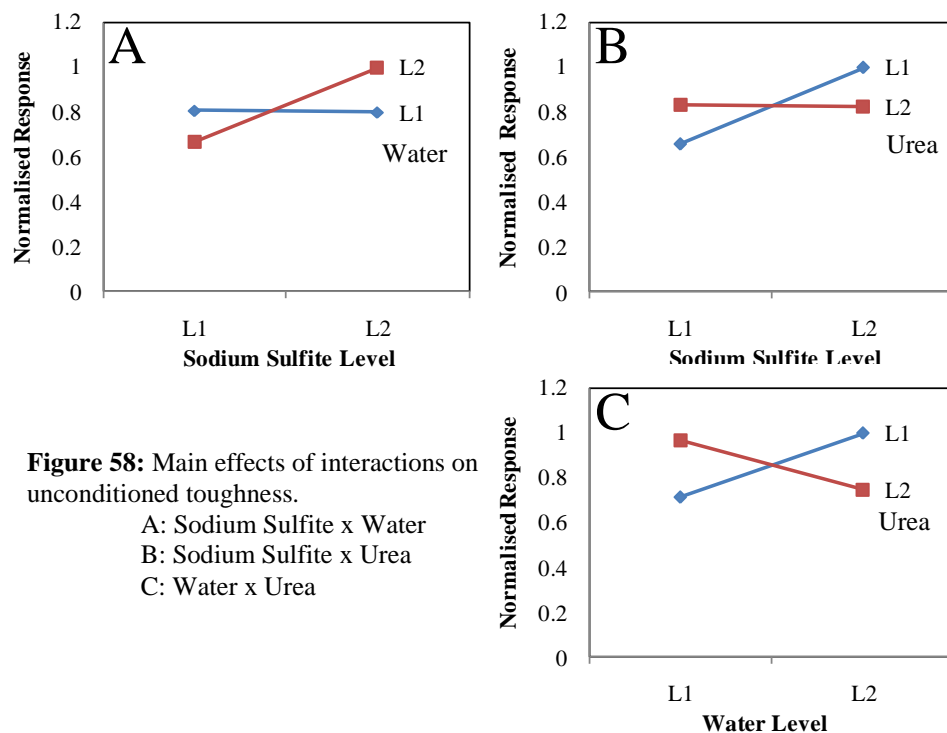 A
Normalised Response
1.2
1
0.8
0.6
0.4
0.2
0
L2
L1
Water
L1
L2
Sodium Sulfite Level
B
Normalised Response
1.2
1
0.8
0.6
0.4
0.2
0
L1
L2
Urea
L1
L2
Sodium Sulfite Level
Figure 58: Main effects of interactions on
unconditioned toughness.
A: Sodium Sulfite x Water
B: Sodium Sulfite x Urea
C: Water x Urea
C
Normalised Response
1.2
1
0.8
0.6
0.4
0.2
0
L1
L2
Urea
L1
L2
Water Level